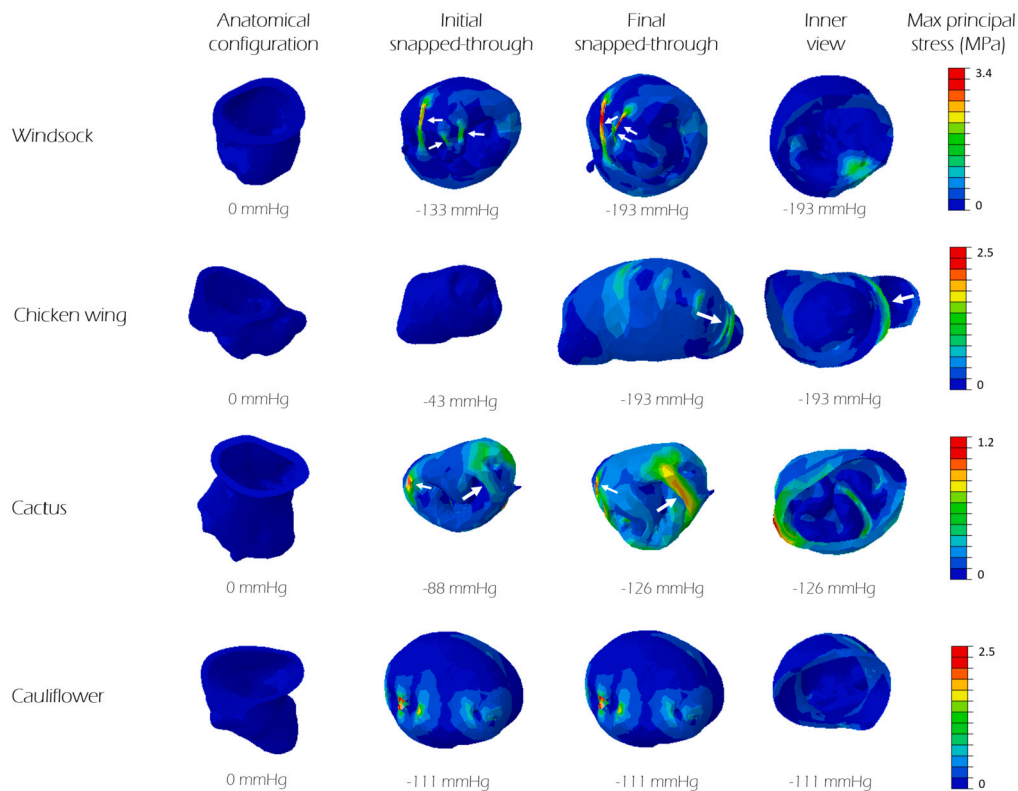 Anatomical configuration
Initial snapped-through
Final snapped-through
Inner view
Max principal stress (MPa)
Windsock
0 mmHg
-133 mmHg
-193 mmHg
-193 mmHg
3.4
0
Chicken wing
0 mmHg
-43 mmHg
-193 mmHg
-193 mmHg
2.5
0
Cactus
0 mmHg
-88 mmHg
-126 mmHg
-126 mmHg
1.2
0
Cauliflower
0 mmHg
-111 mmHg
-111 mmHg
-111 mmHg
2.5
0